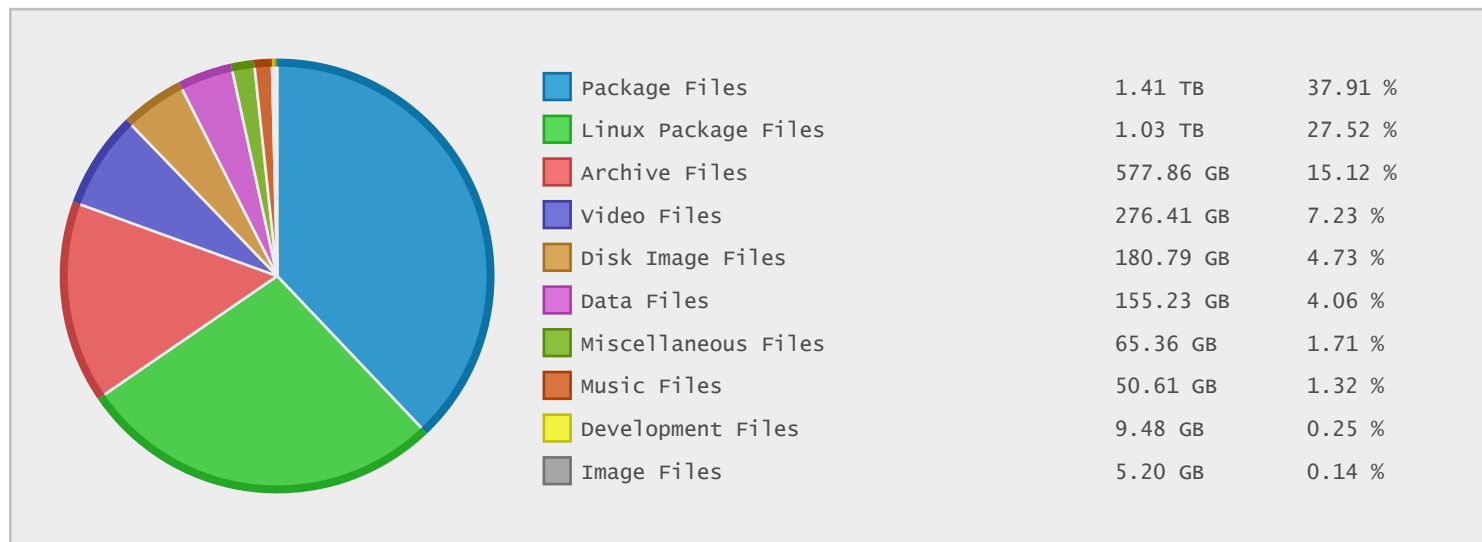 Package Files 1.41 TB 37.91 %
Linux Package Files 1.03 TB 27.52 %
Archive Files 577.86 GB 15.12 %
Video Files 276.41 GB 7.23 %
Disk Image Files 180.79 GB 4.73 %
Data Files 155.23 GB 4.06 %
Miscellaneous Files 65.36 GB 1.71 %
Music Files 50.61 GB 1.32 %
Development Files 9.48 GB 0.25 %
Image Files 5.20 GB 0.14 %